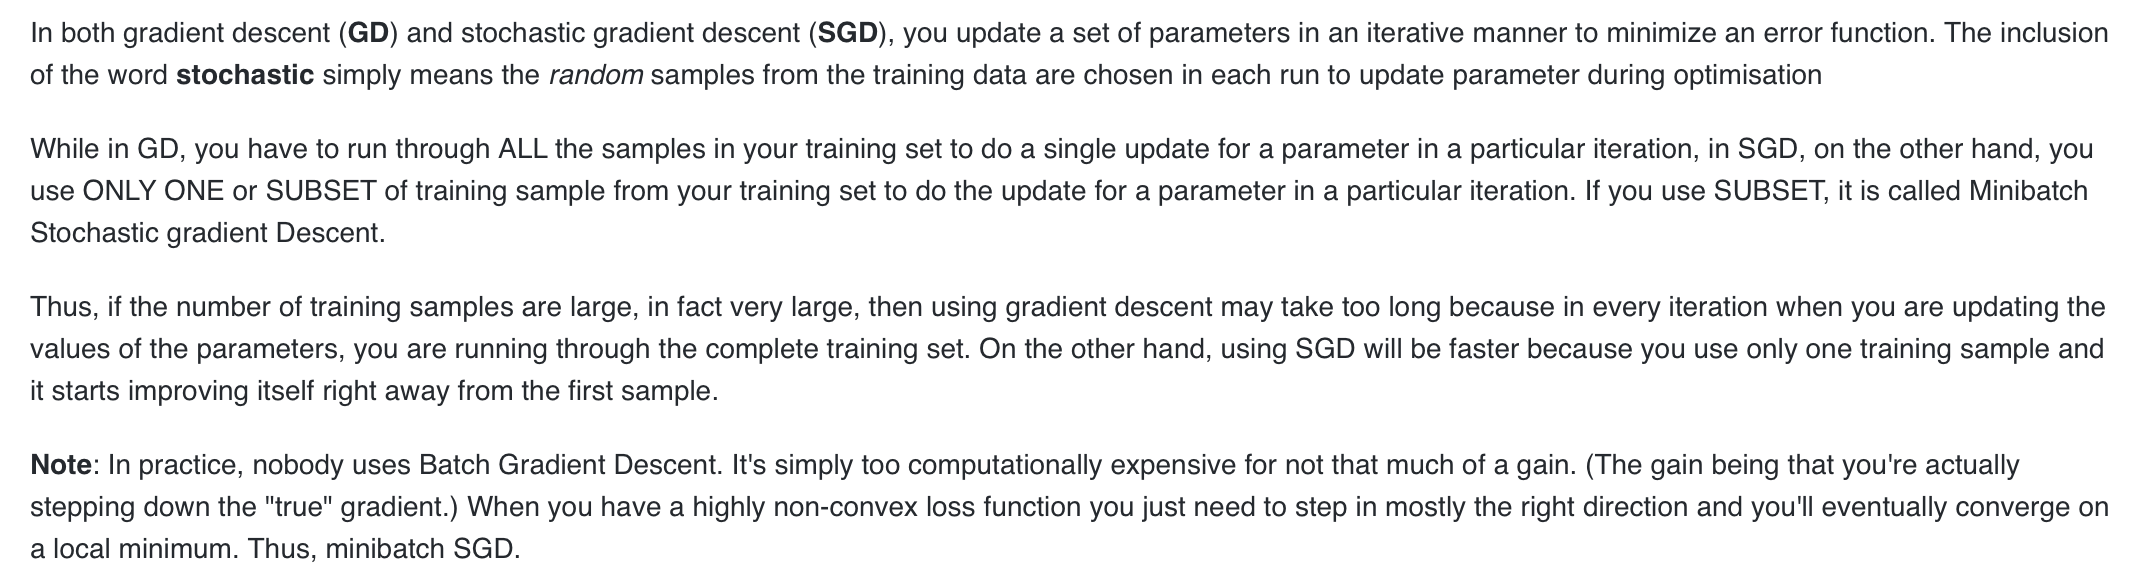 In both gradient descent (GD) and stochastic gradient descent (SGD), you update a set of parameters in an iterative manner to minimize an error function. The inclusion
of the word stochastic simply means the random samples from the training data are chosen in each run to update parameter during optimisation
While in GD, you have to run through ALL the samples in your training set to do a single update for a parameter in a particular iteration, in SGD, on the other hand, you
use ONLY ONE or SUBSET of training sample from your training set to do the update for a parameter in a particular iteration. If you use SUBSET, it is called Minibatch
Stochastic gradient Descent.
Thus, if the number of training samples are large, in fact very large, then using gradient descent may take too long because in every iteration when you are updating the
values of the parameters, you are running through the complete training set. On the other hand, using SGD will be faster because you use only one training sample and
it starts improving itself right away from the first sample.
Note: In practice, nobody uses Batch Gradient Descent. It's simply too computationally expensive for not that much of a gain. (The gain being that you're actually
stepping down the "true" gradient.) When you have a highly non-convex loss function you just need to step in mostly the right direction and you'll eventually converge on
a local minimum. Thus, minibatch SGD.